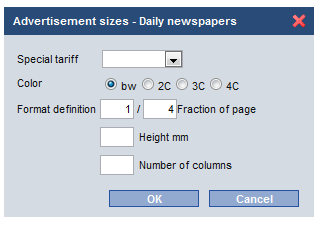 Advertisement sizes - Daily newspapers
Special tariff
Color bw 2C 3C 4C
Format definition 1 / 4 Fraction of page
Height mm
Number of columns
OK Cancel